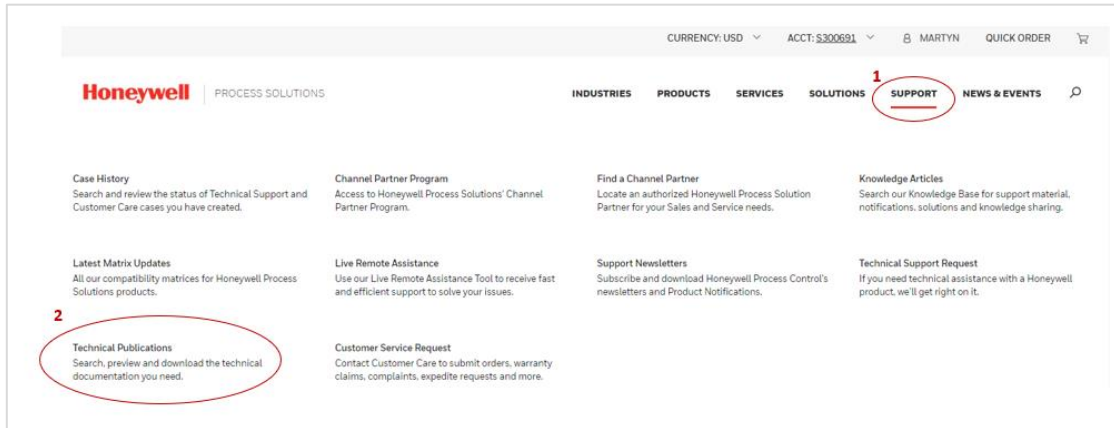 CURRENCY: USD ACCT: S300691 MARTYN QUICK ORDER
1
Honeywell PROCESS SOLUTIONS INDUSTRIES PRODUCTS SERVICES SOLUTIONS SUPPORT NEWS & EVENTS
Case History
Search and review the status of Technical Support and
Customer Care cases you have created.
Channel Partner Program
Access to Honeywell Process Solutions' Channel
Partner Program.
Find a Channel Partner
Locate an authorized Honeywell Process Solution
Partner for your Sales and Service needs.
Knowledge Articles
Search our Knowledge Base for support material,
notifications, solutions and knowledge sharing.
Latest Matrix Updates
All our compatibility matrices for Honeywell Process
Solutions products.
Live Remote Assistance
Use our Live Remote Assistance Tool to receive fast
and efficient support to solve your issues.
Support Newsletters
Subscribe and download Honeywell Process Control's
newsletters and Product Notifications.
Technical Support Request
If you need technical assistance with a Honeywell
product, we'll get right on it.
2
Technical Publications
Search, preview and download the technical
documentation you need.
Customer Service Request
Contact Customer Care to submit orders, warranty
claims, complaints, expedite requests and more.